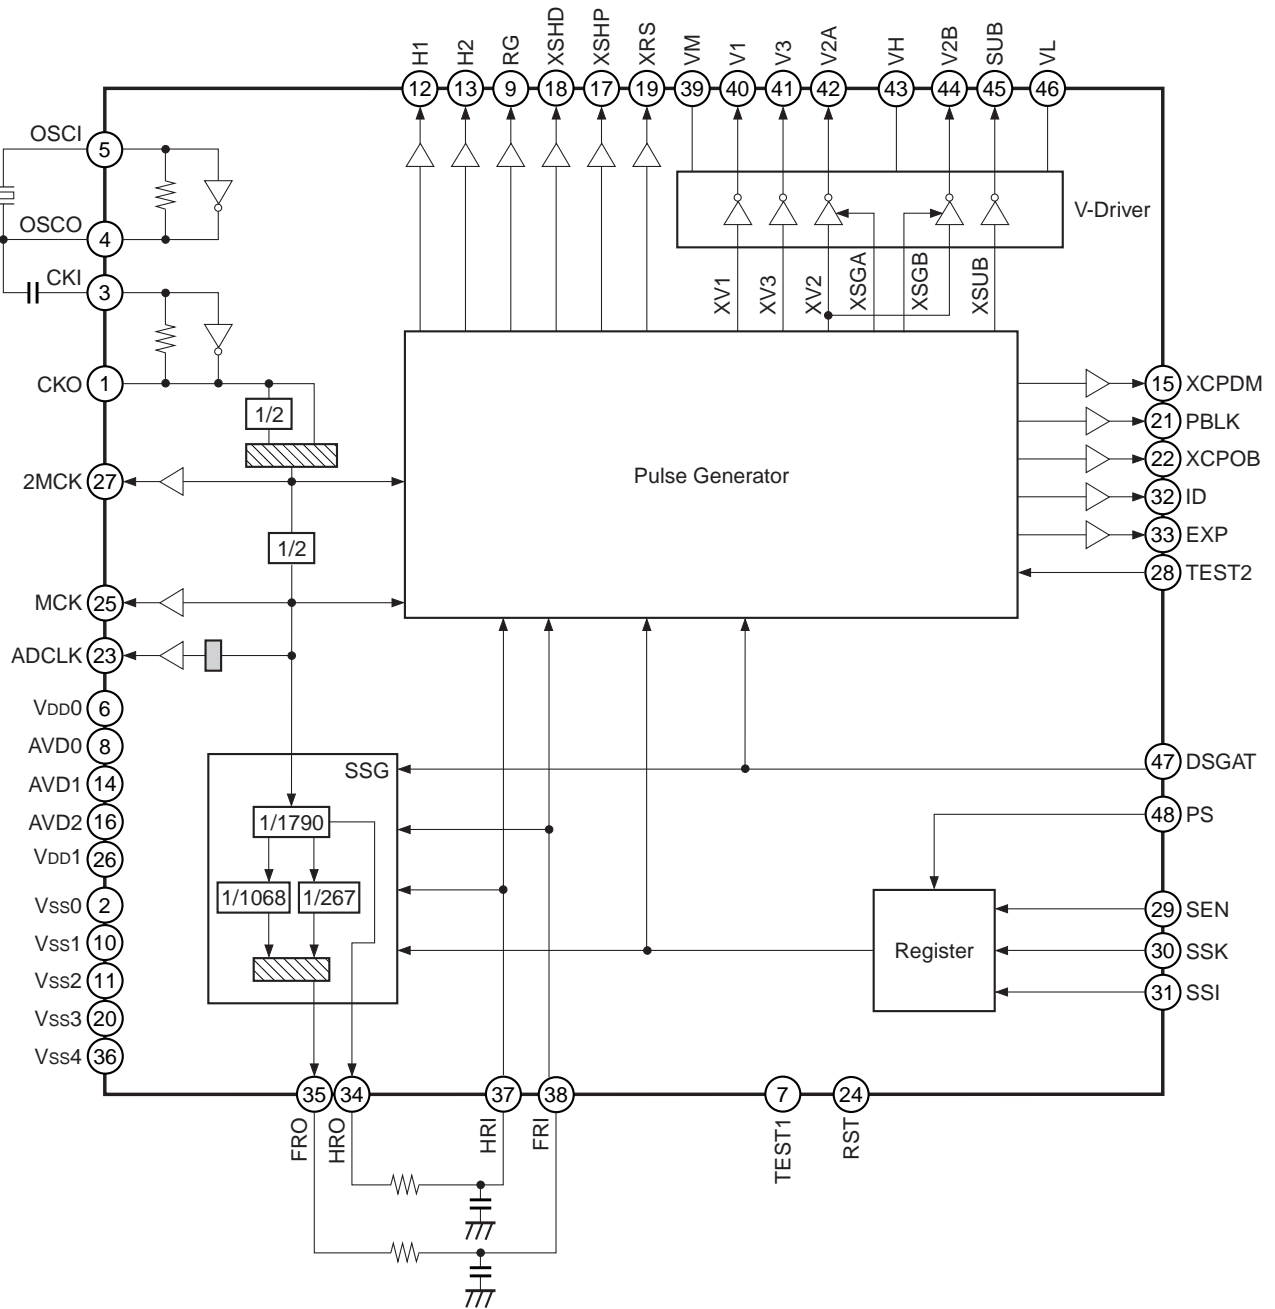 H1
H2
RG
XSHD
XSHP
XRS
VM
V1
V3
V2A
VH
V2B
SUB
VL
12
13
9
18
17
19
39
40
41
42
43
44
45
46
OSCI
5
OSCO
4
CKI
3
V-Driver
XV1
XV3
XV2
XSGA
XSGB
XSUB
CKO
1
1/2
2MCK
27
1/2
MCK
25
ADCLK
23
Pulse Generator
15 XCPDM
21 PBLK
22 XCPOB
32 ID
33 EXP
28 TEST2
VDD0 6
AVD0 8
AVD1 14
AVD2 16
VDD1 26
VSS0 2
VSS1 10
VSS2 11
VSS3 20
VSS4 36
SSG
1/1790
1/1068
1/267
47 DSGAT
48 PS
29 SEN
30 SSK
31 SSI
Register
35
34
37
38
7
24
FRO
HRO
HRI
FRI
TEST1
RST